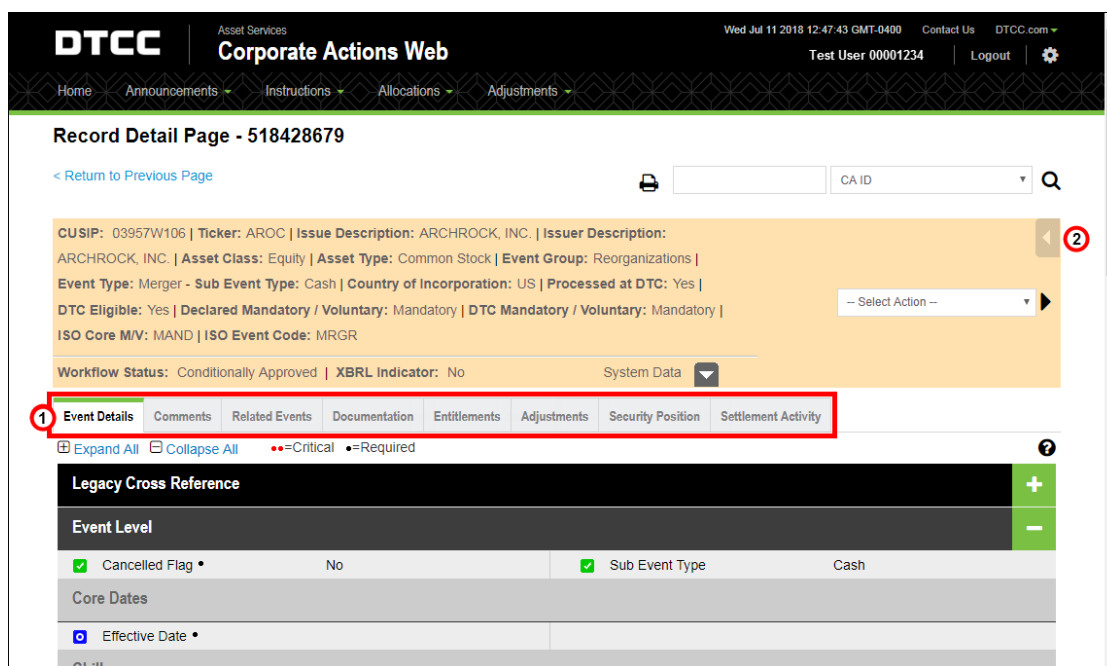 DTCC
Asset Services
Corporate Actions Web
Wed Jul 11 2018 12:47:43 GMT-0400 Contact Us DTCC.com
Test User 00001234 Logout
Home Announcements Instructions Allocations Adjustments
Record Detail Page - 518428679
< Return to Previous Page
CA ID
CUSIP: 03957W106 | Ticker: AROC | Issue Description: ARCHROCK, INC. | Issuer Description:
ARCHROCK, INC. | Asset Class: Equity | Asset Type: Common Stock | Event Group: Reorganizations |
Event Type: Merger - Sub Event Type: Cash | Country of Incorporation: US | Processed at DTC: Yes |
DTC Eligible: Yes | Declared Mandatory / Voluntary: Mandatory | DTC Mandatory / Voluntary: Mandatory |
ISO Core M/V: MAND | ISO Event Code: MRGR
2
-- Select Action --
Workflow Status: Conditionally Approved | XBRL Indicator: No System Data
1 Event Details Comments Related Events Documentation Entitlements Adjustments Security Position Settlement Activity
Expand All Collapse All ••=Critical •=Required
Legacy Cross Reference
Event Level
Cancelled Flag • No Sub Event Type Cash
Core Dates
Effective Date •